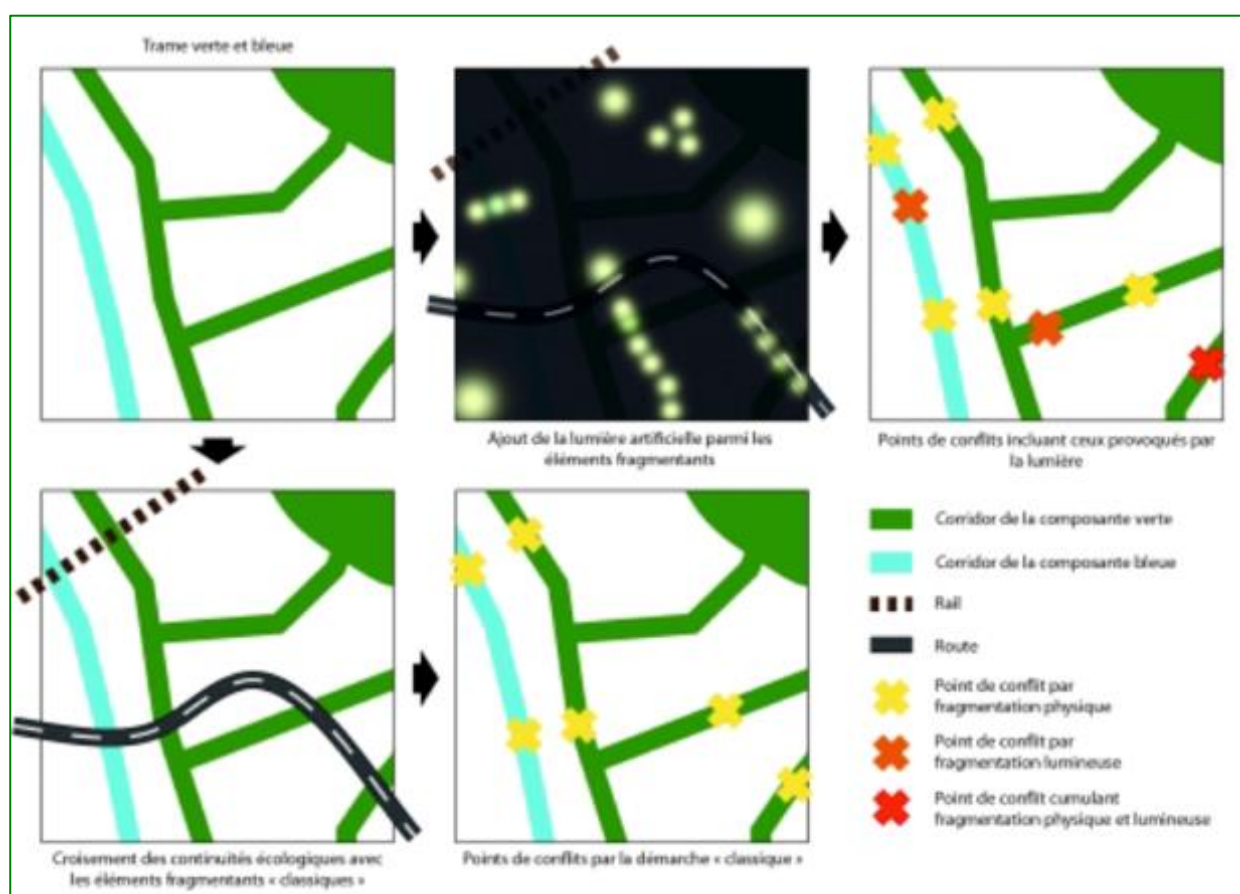 Trame verte et bleue
Ajout de la lumière artificielle parmi les
éléments fragmentants
Points de conflits incluant ceux provoqués par
la lumière
Corridor de la composante verte
Corridor de la composante bleue
Rail
Route
Point de conflit par
fragmentation physique
Point de conflit par
fragmentation lumineuse
Point de conflit cumulant
fragmentation physique et lumineuse
Croisement des continuités écologiques avec
les éléments fragmentants « classiques »
Points de conflits par la démarche « classique »